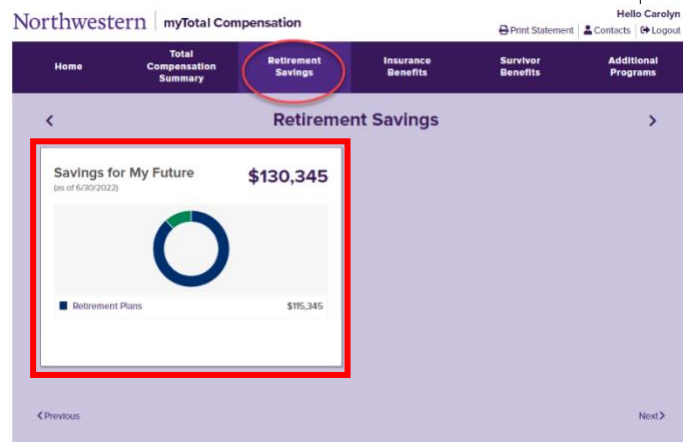 Northwestern myTotal Compensation
Hello Carolyn
Print Statement Contacts Logout
Home
Total
Compensation
Summary
Retirement
Savings
Insurance
Benefits
Survivor
Benefits
Additional
Programs
Retirement Savings
Savings for My Future $130,345
(as of 6/30/2022)
Retirement Plans $115,345
Previous Next